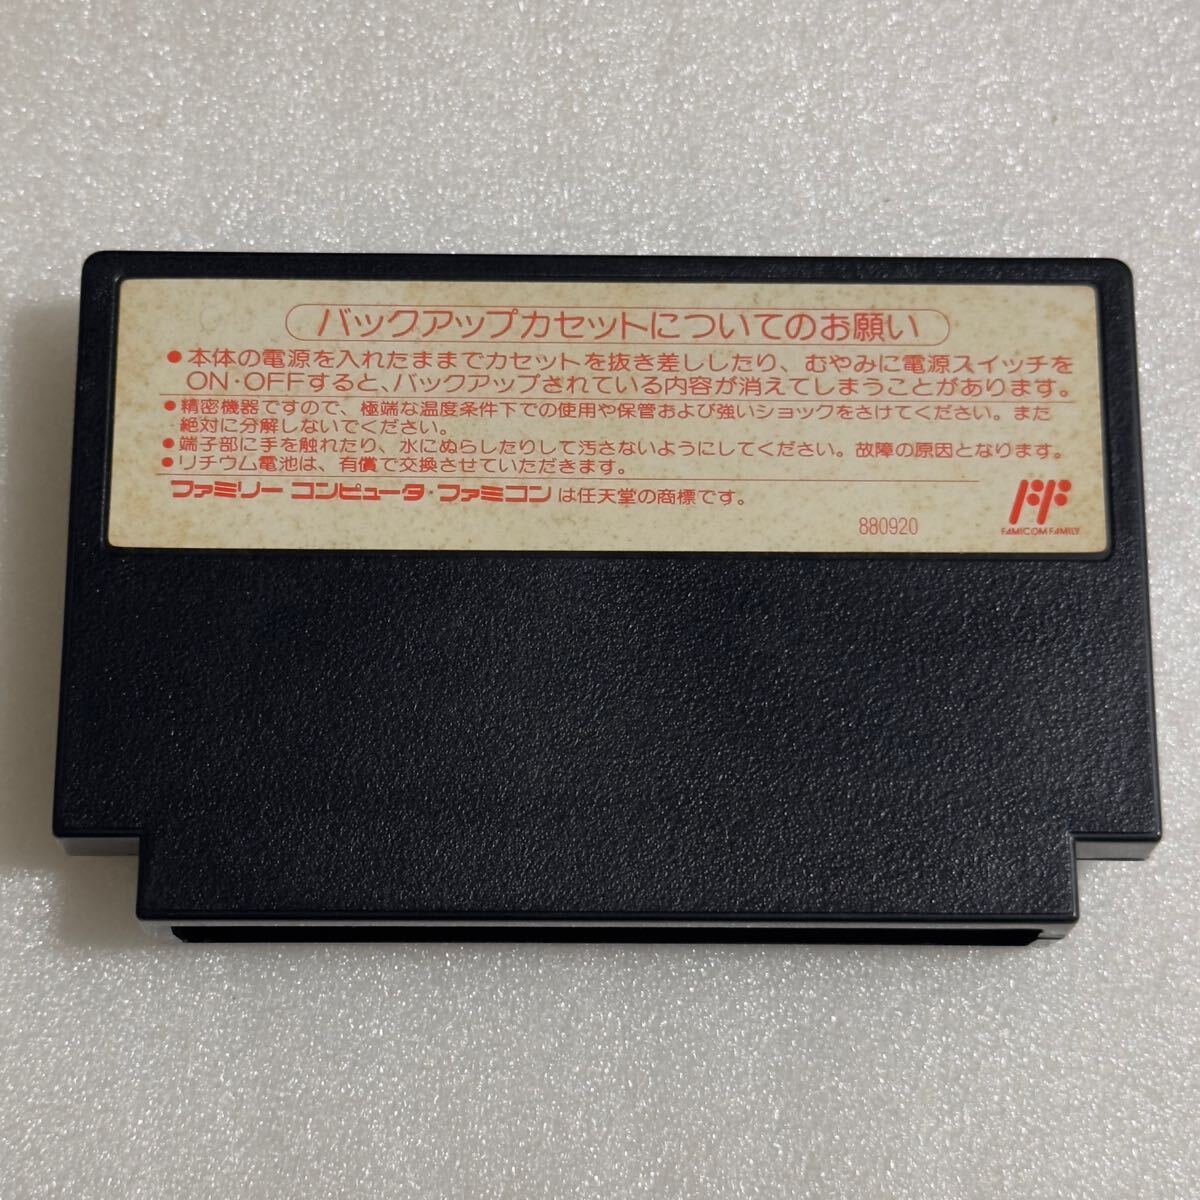 バックアップカセットについてのお願い
●本体の電源を入れたままでカセットを抜き差ししたり、むやみに電源スイッチを
ON・OFFすると、バックアップされている内容が消えてしまうことがあります。
●精密機器ですので、極端な温度条件下での使用や保管および強いショックをさけてください。また
絶対に分解しないでください。
●端子部に手を触れたり、水にぬらしたりして汚さないようにしてください。故障の原因となります。
●リチウム電池は、有償で交換させていただきます。
ファミリーコンピュータ・ファミコンは任天堂の商標です。
880920
FAMICOM FAMILY